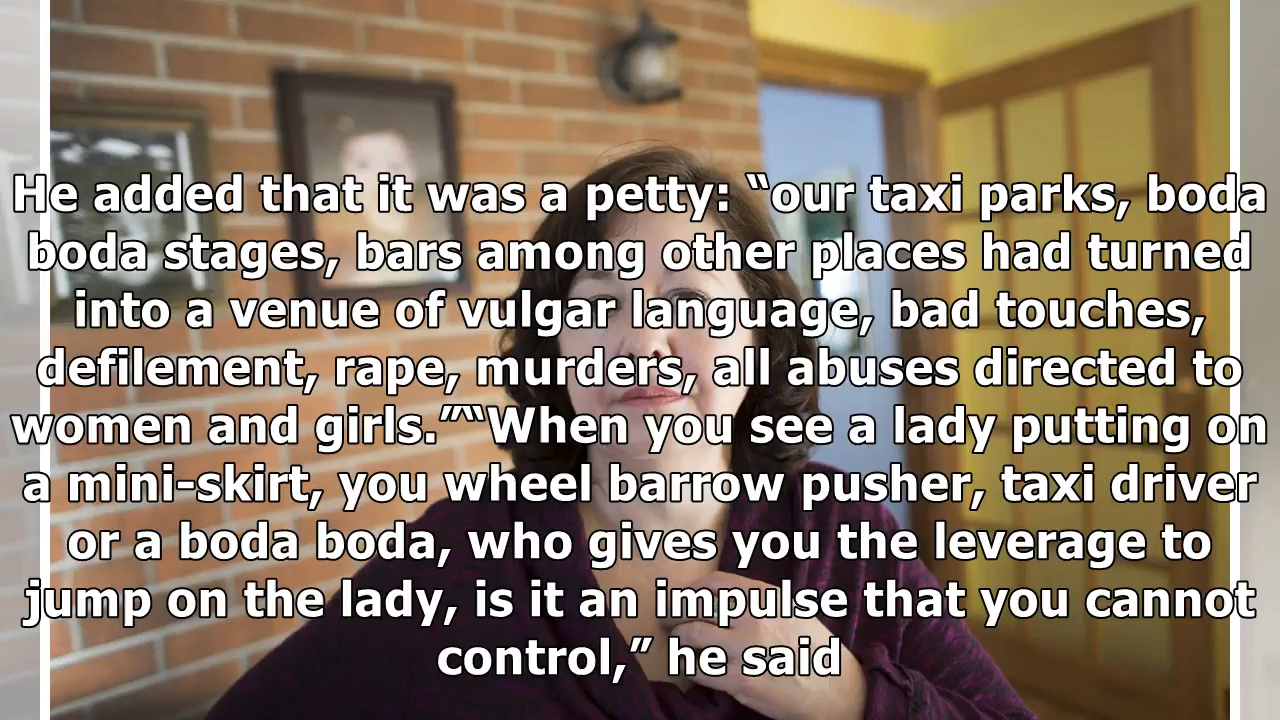 He added that it was a petty: “our taxi parks, boda
boda stages, bars among other places had turned
into a venue of vulgar language, bad touches,
defilement, rape, murders, all abuses directed to
women and girls.”“When you see a lady putting on
a mini-skirt, you wheel barrow pusher, taxi driver
or a boda boda, who gives you the leverage to
jump on the lady, is it an impulse that you cannot
control,” he said